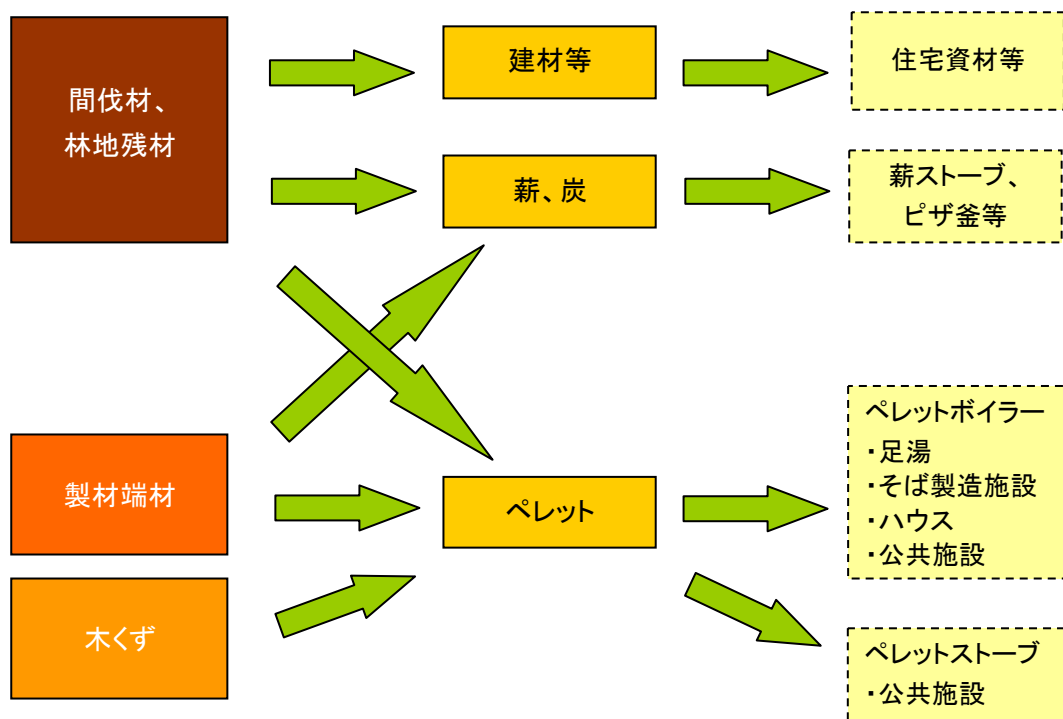 間伐材、
林地残材
建材等
住宅資材等
薪、炭
薪ストーブ、
ピザ釜等
製材端材
ペレット
ペレットボイラー
・足湯
・そば製造施設
・ハウス
・公共施設
木くず
ペレットストーブ
・公共施設